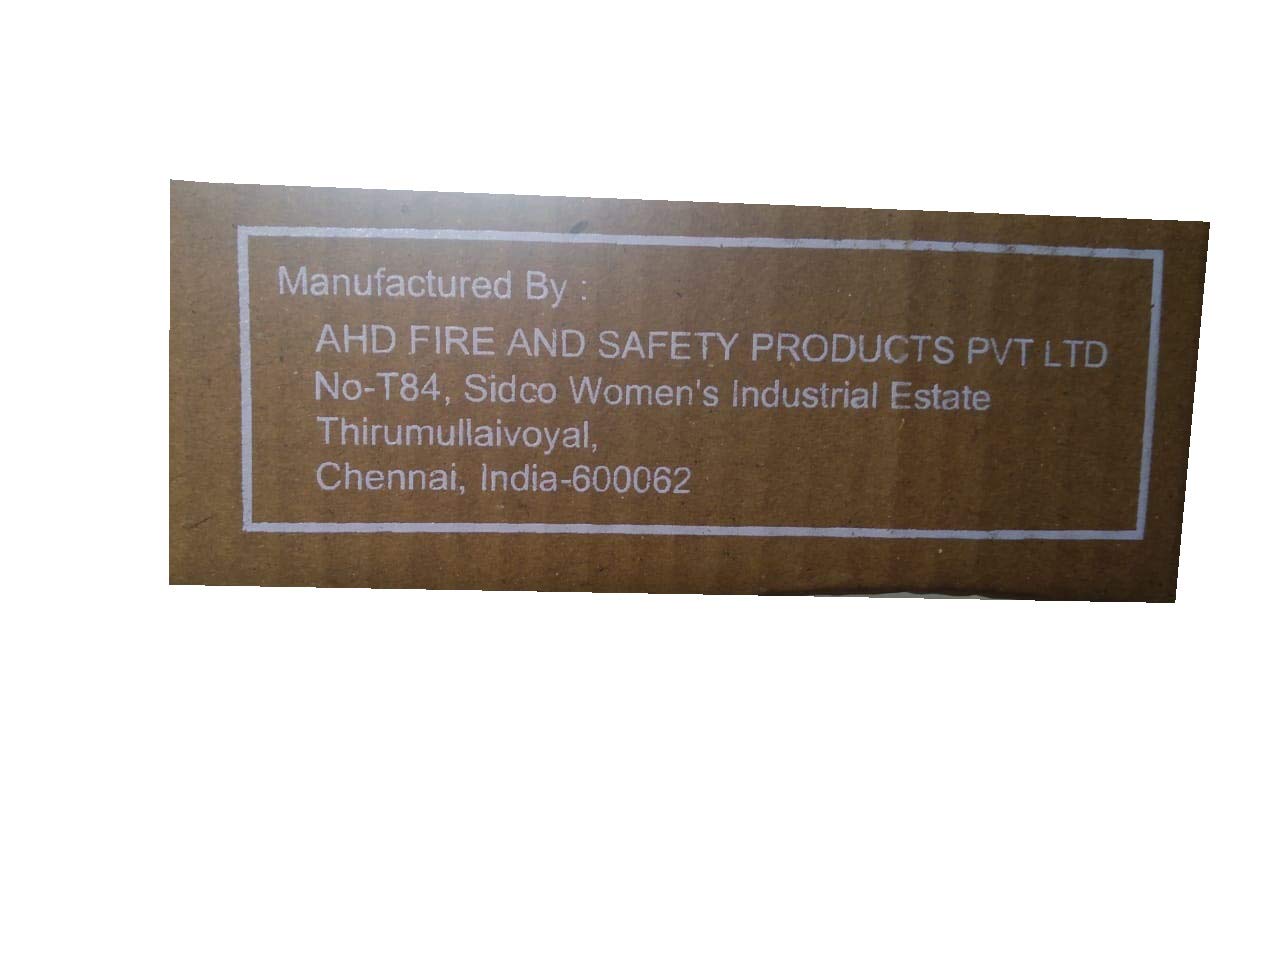 Manufactured By :
AHD FIRE AND SAFETY PRODUCTS PVT LTD
No-T84, Sidco Women's Industrial Estate
Thirumullaivoyal,
Chennai, India-600062